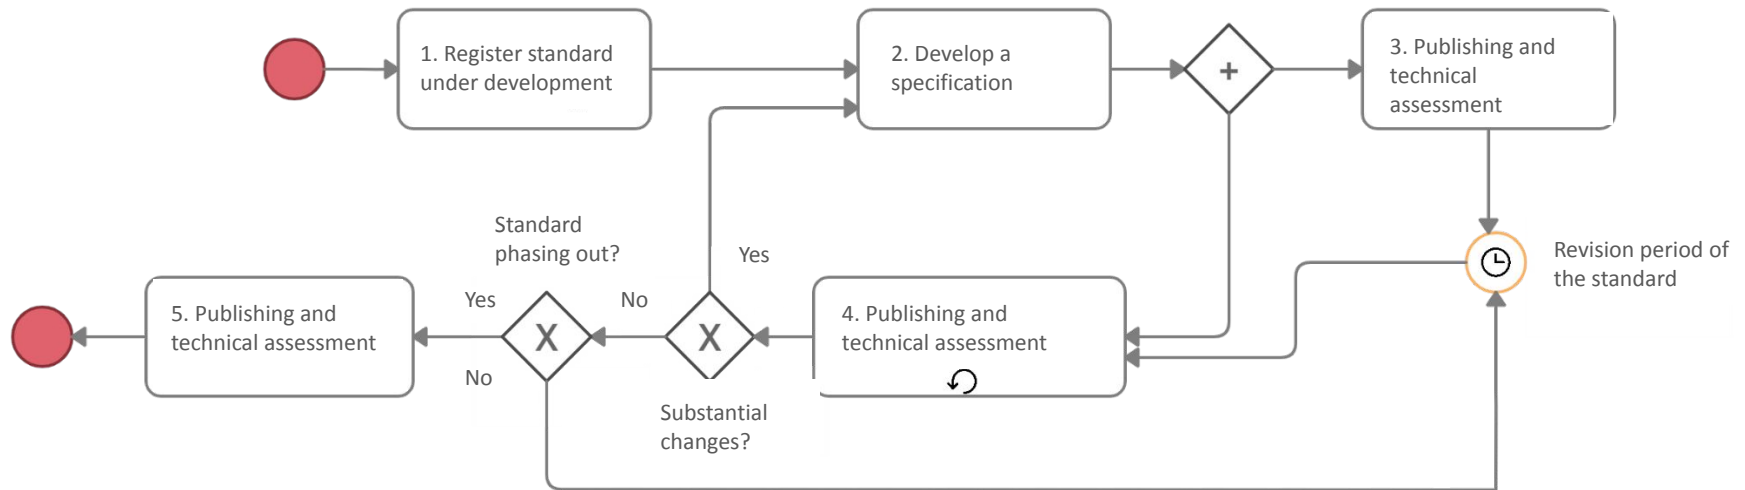 1. Register standard
under development
2. Develop a
specification
+
3. Publishing and
technical
assessment
Standard
phasing out?
Yes
Revision period of
the standard
5. Publishing and
technical assessment
Yes
No
X
No
X
4. Publishing and
technical assessment
Substantial
changes?